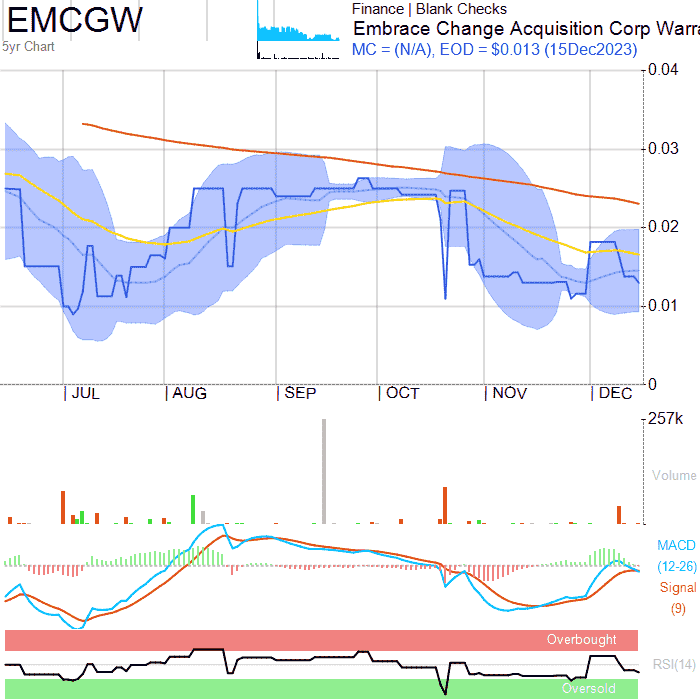 EMCGW
5yr Chart
Finance | Blank Checks
Embrace Change Acquisition Corp Warra
MC = (N/A), EOD = $0.013 (15Dec2023)
0.04
0.03
0.02
0.01
0
JUL AUG SEP OCT NOV DEC
257k
Volume
MACD
(12-26)
Signal
(9)
Overbought
RSI(14)
Oversold